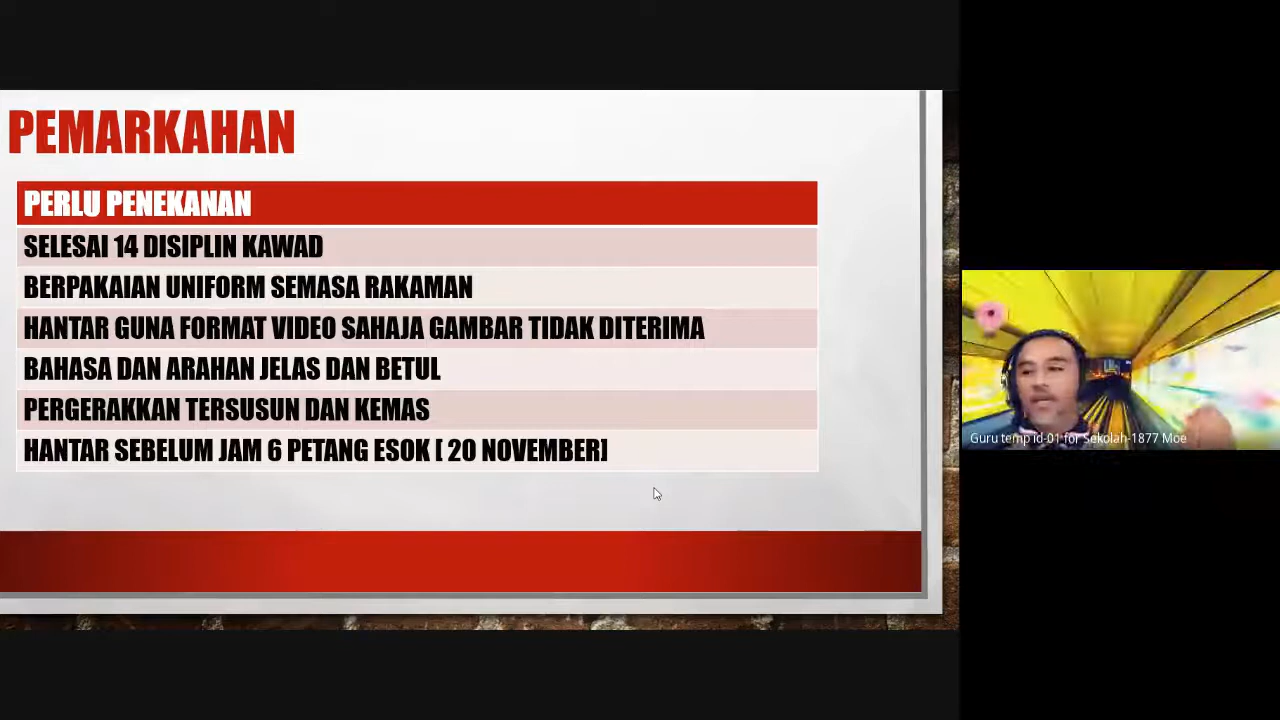 PEMARKAHAN
PERLU PENEKANAN
SELESAI 14 DISIPLIN KAWAD
BERPAKAIAN UNIFORM SEMASA RAKAMAN
HANTAR GUNA FORMAT VIDEO SAHAJA GAMBAR TIDAK DITERIMA
BAHASA DAN ARAHAN JELAS DAN BETUL
PERGERAKKAN TERSUSUN DAN KEMAS
HANTAR SEBELUM JAM 6 PETANG ESOK [ 20 NOVEMBER]
Guru temp id-01 for Sekolah-1877 Moe